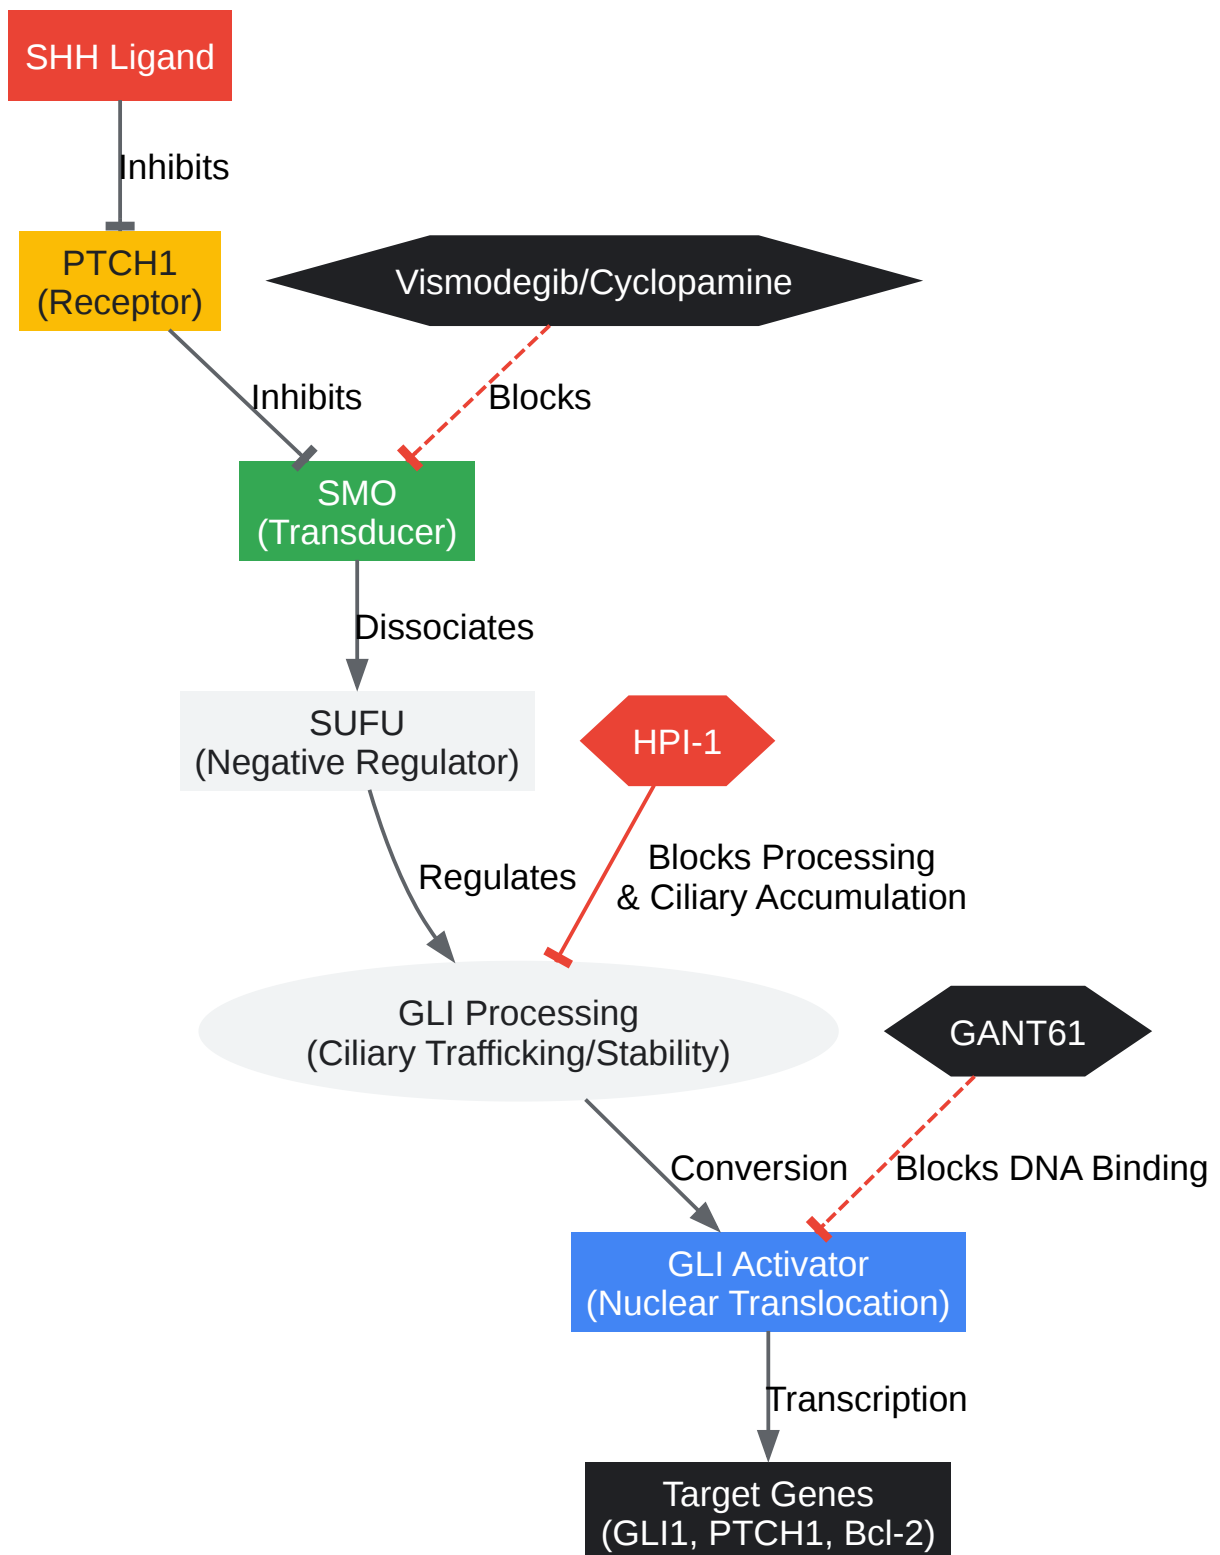 SHH Ligand
Inhibits
PTCH1
(Receptor)
Vismodegib/Cyclopamine
Inhibits
Blocks
SMO
(Transducer)
Dissociates
SUFU
(Negative Regulator)
HPI-1
Regulates
Blocks Processing
& Ciliary Accumulation
GLI Processing
(Ciliary Trafficking/Stability)
GANT61
Conversion
Blocks DNA Binding
GLI Activator
(Nuclear Translocation)
Transcription
Target Genes
(GLI1, PTCH1, Bcl-2)